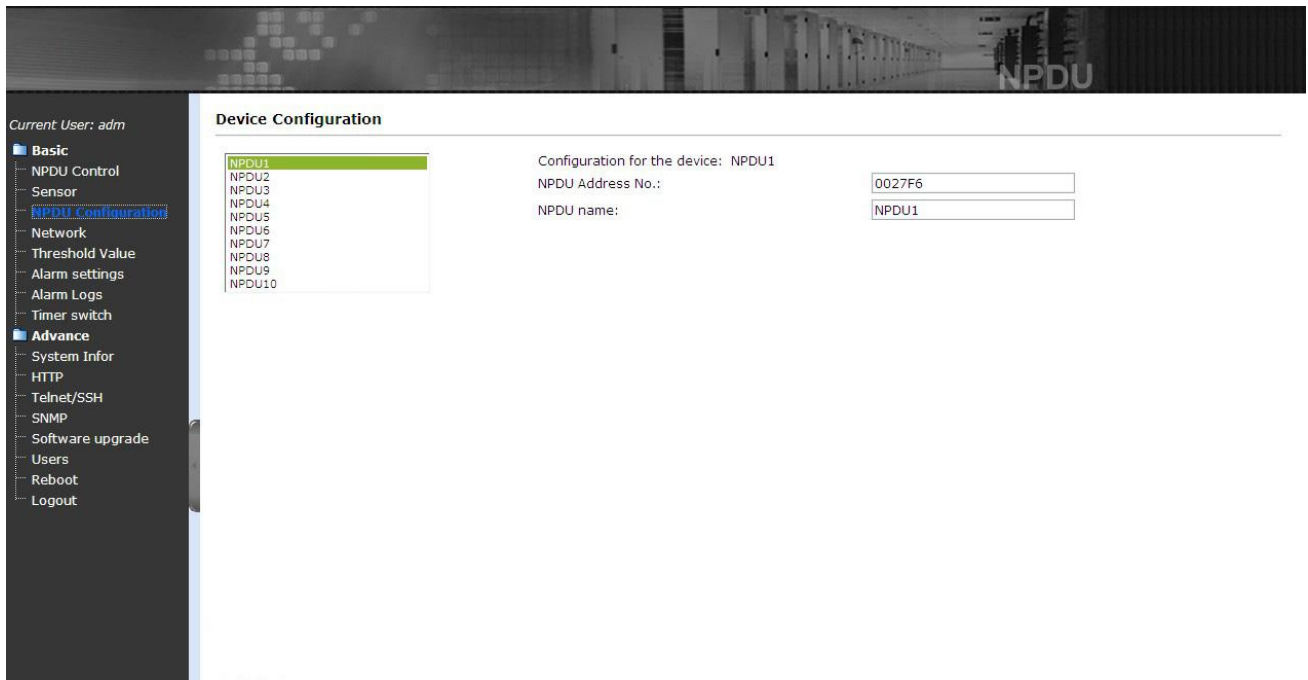 NPDU
Current User: adm
Basic
NPDU Control
Sensor
NPDU Configuration
Network
Threshold Value
Alarm settings
Alarm Logs
Timer switch
Advance
System Infor
HTTP
Telnet/SSH
SNMP
Software upgrade
Users
Reboot
Logout
Device Configuration
NPDU1
NPDU2
NPDU3
NPDU4
NPDU5
NPDU6
NPDU7
NPDU8
NPDU9
NPDU10
Configuration for the device: NPDU1
NPDU Address No.: 0027F6
NPDU name: NPDU1